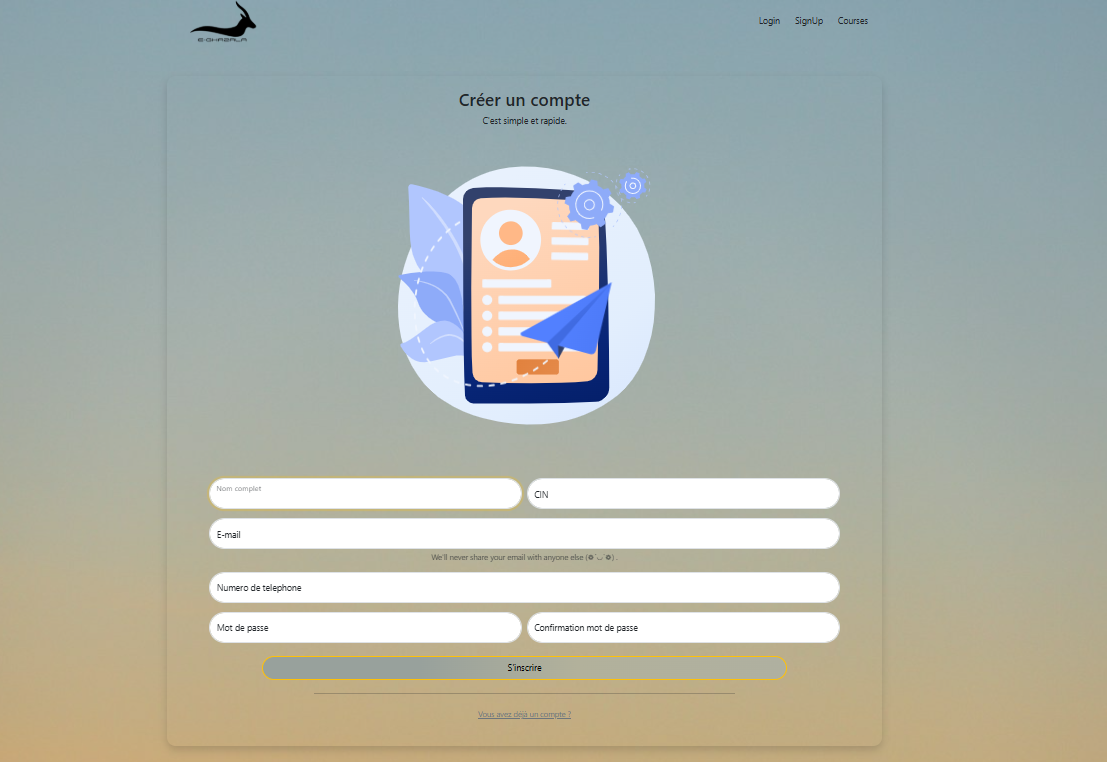 Login SignUp Courses
E-GHAZALA
Créer un compte
C'est simple et rapide.
Nom complet
CIN
E-mail
We'll never share your email with anyone else (❁´◡`❁) .
Numero de telephone
Mot de passe
Confirmation mot de passe
S'inscrire
Vous avez déjà un compte ?